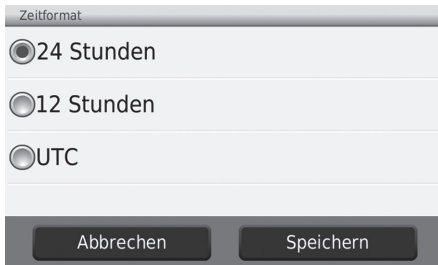 Zeitformat
24 Stunden
12 Stunden
UTC
Abbrechen Speichern